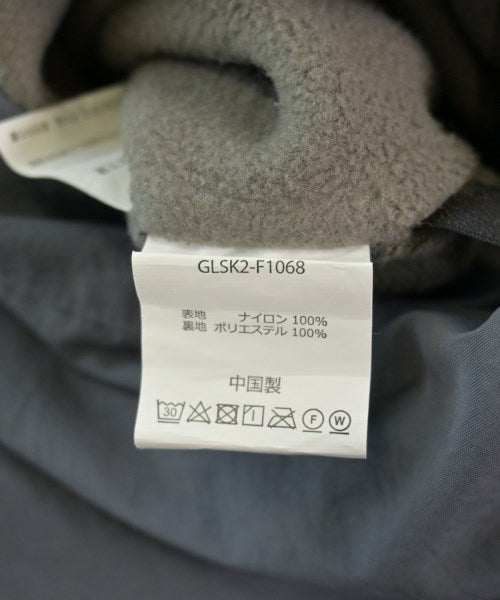 GLSK2-F1068
表地 ナイロン 100%
裏地 ポリエステル 100%
中国製
30 F W